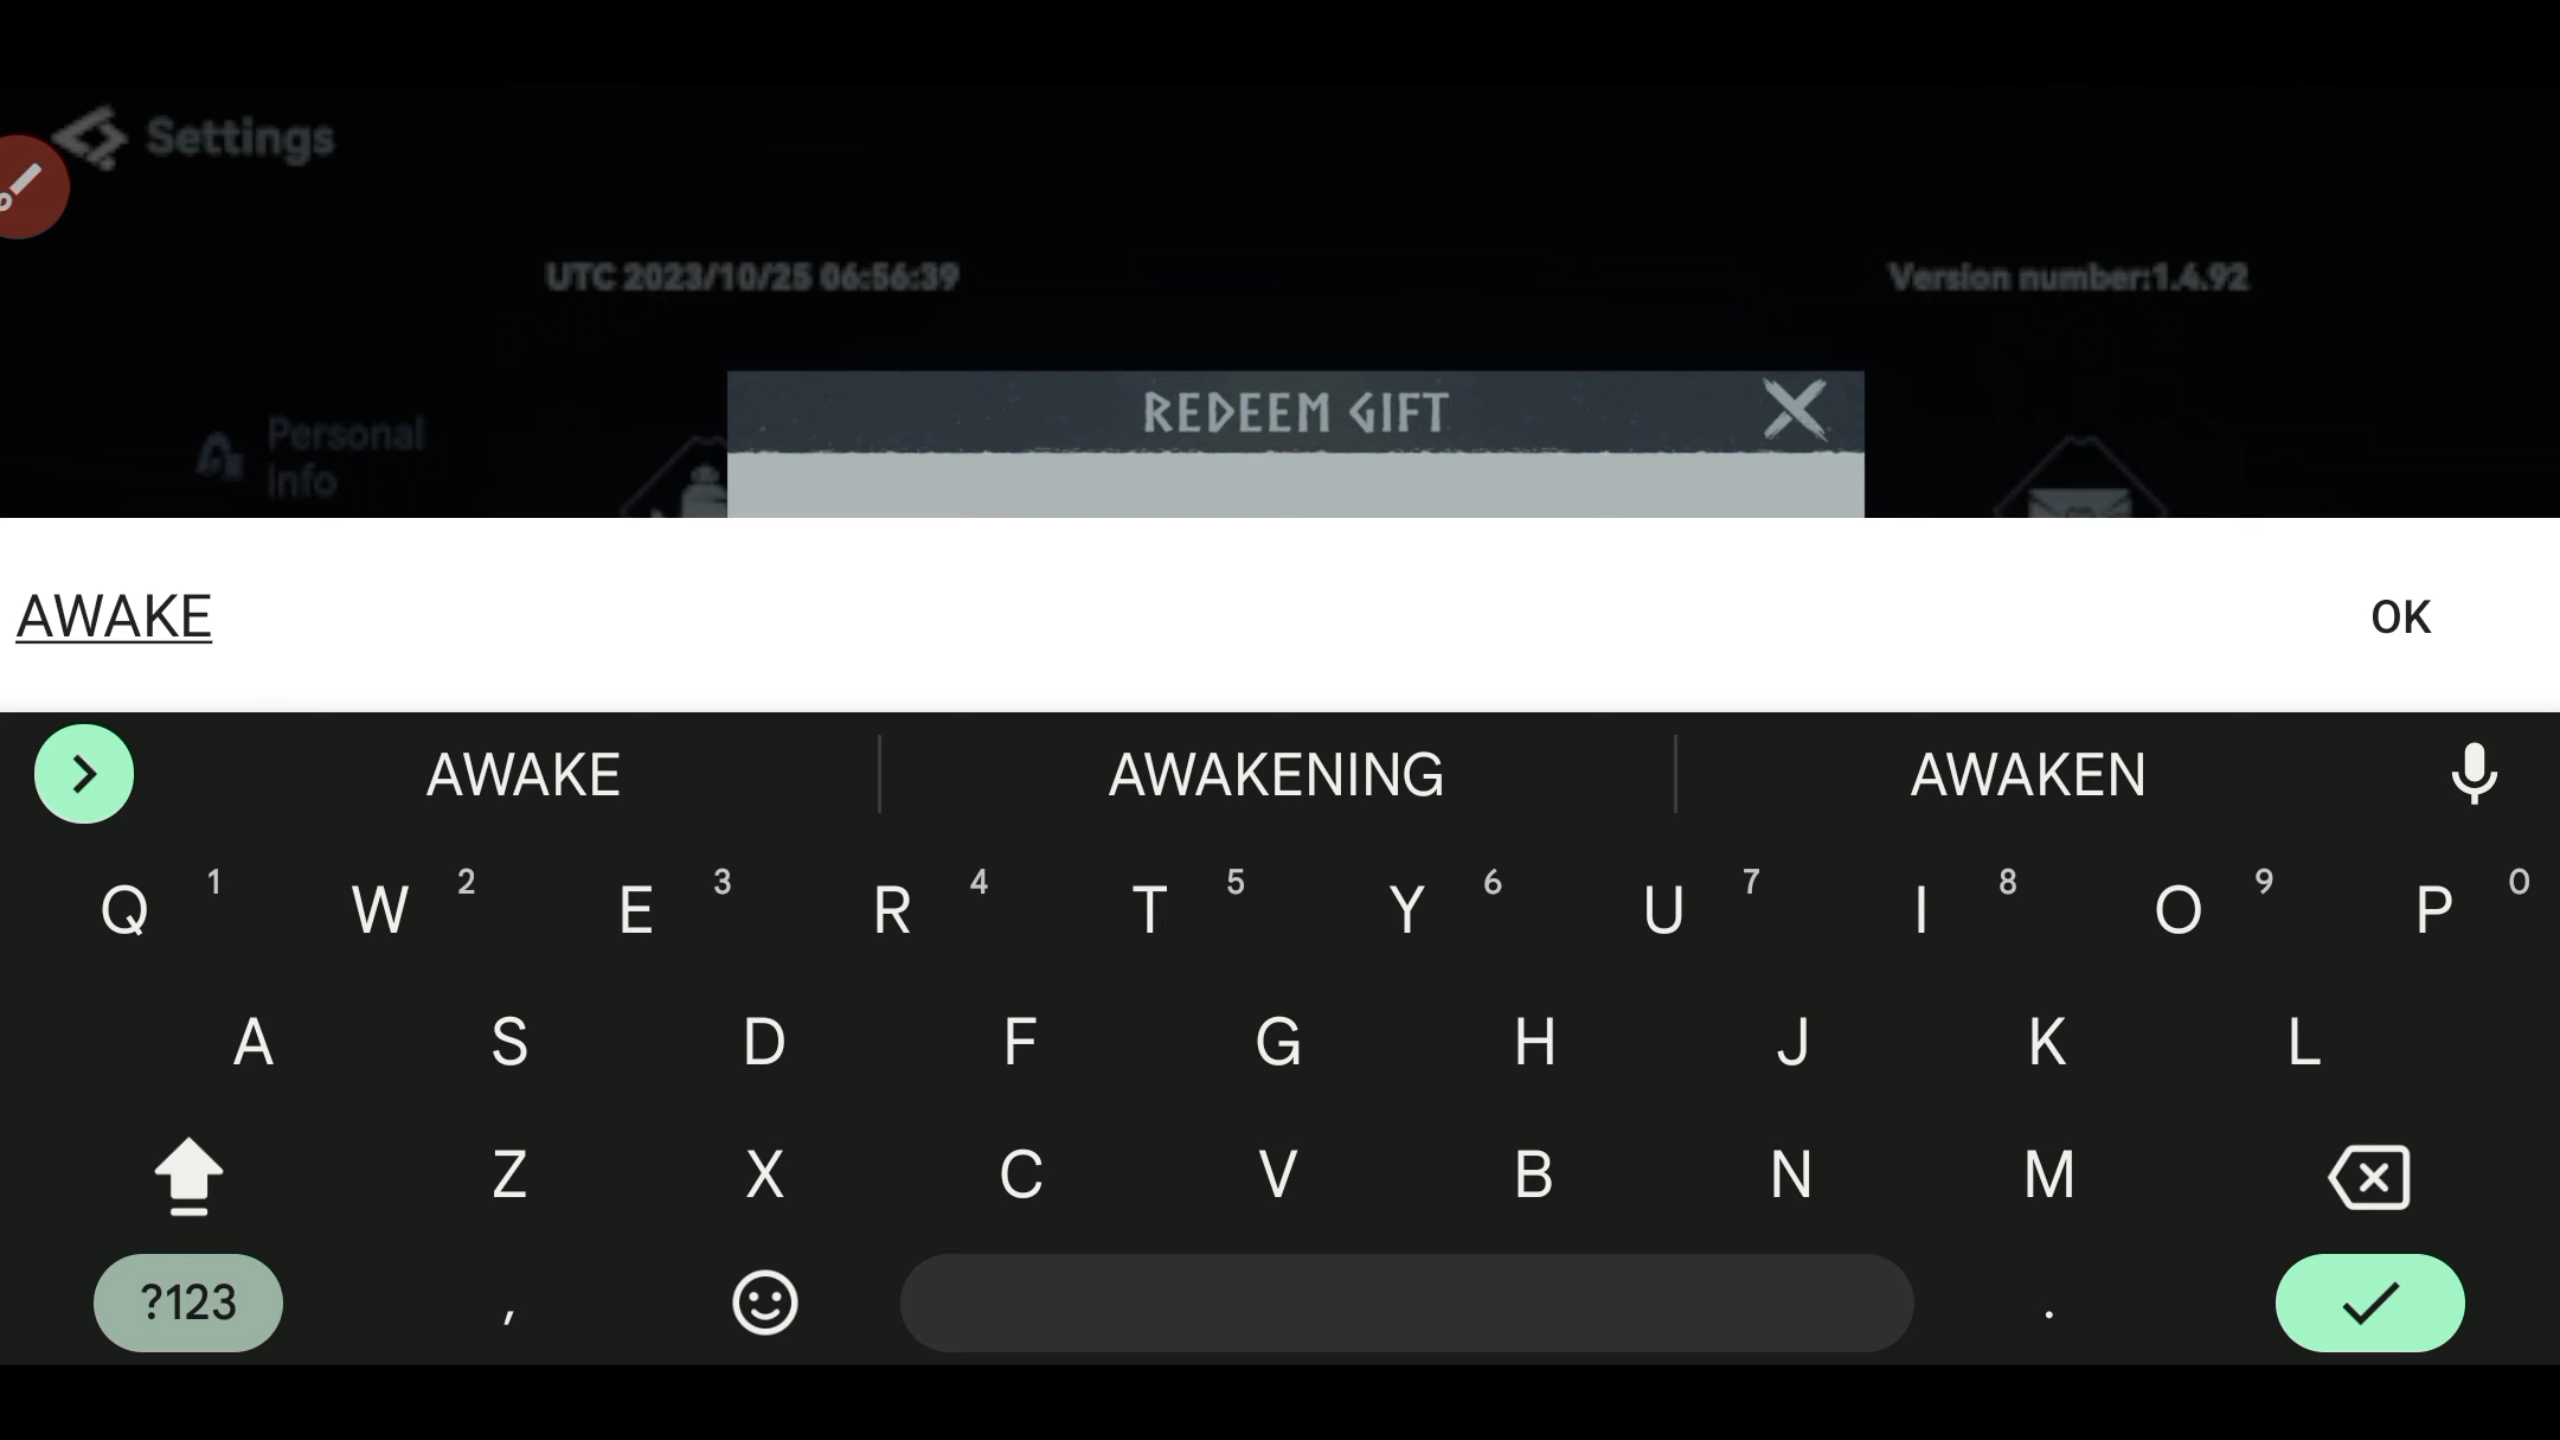 Settings
UTC 2023/10/25 06:56:39
Version number:1.4.92
REDEEM GIFT
Personal
Info
AWAKE
OK
AWAKE AWAKENING AWAKEN
Q 1 W 2 E 3 R 4 T 5 Y 6 U 7 I 8 O 9 P 0
A S D F G H J K L
Z X C V B N M
?123 , .